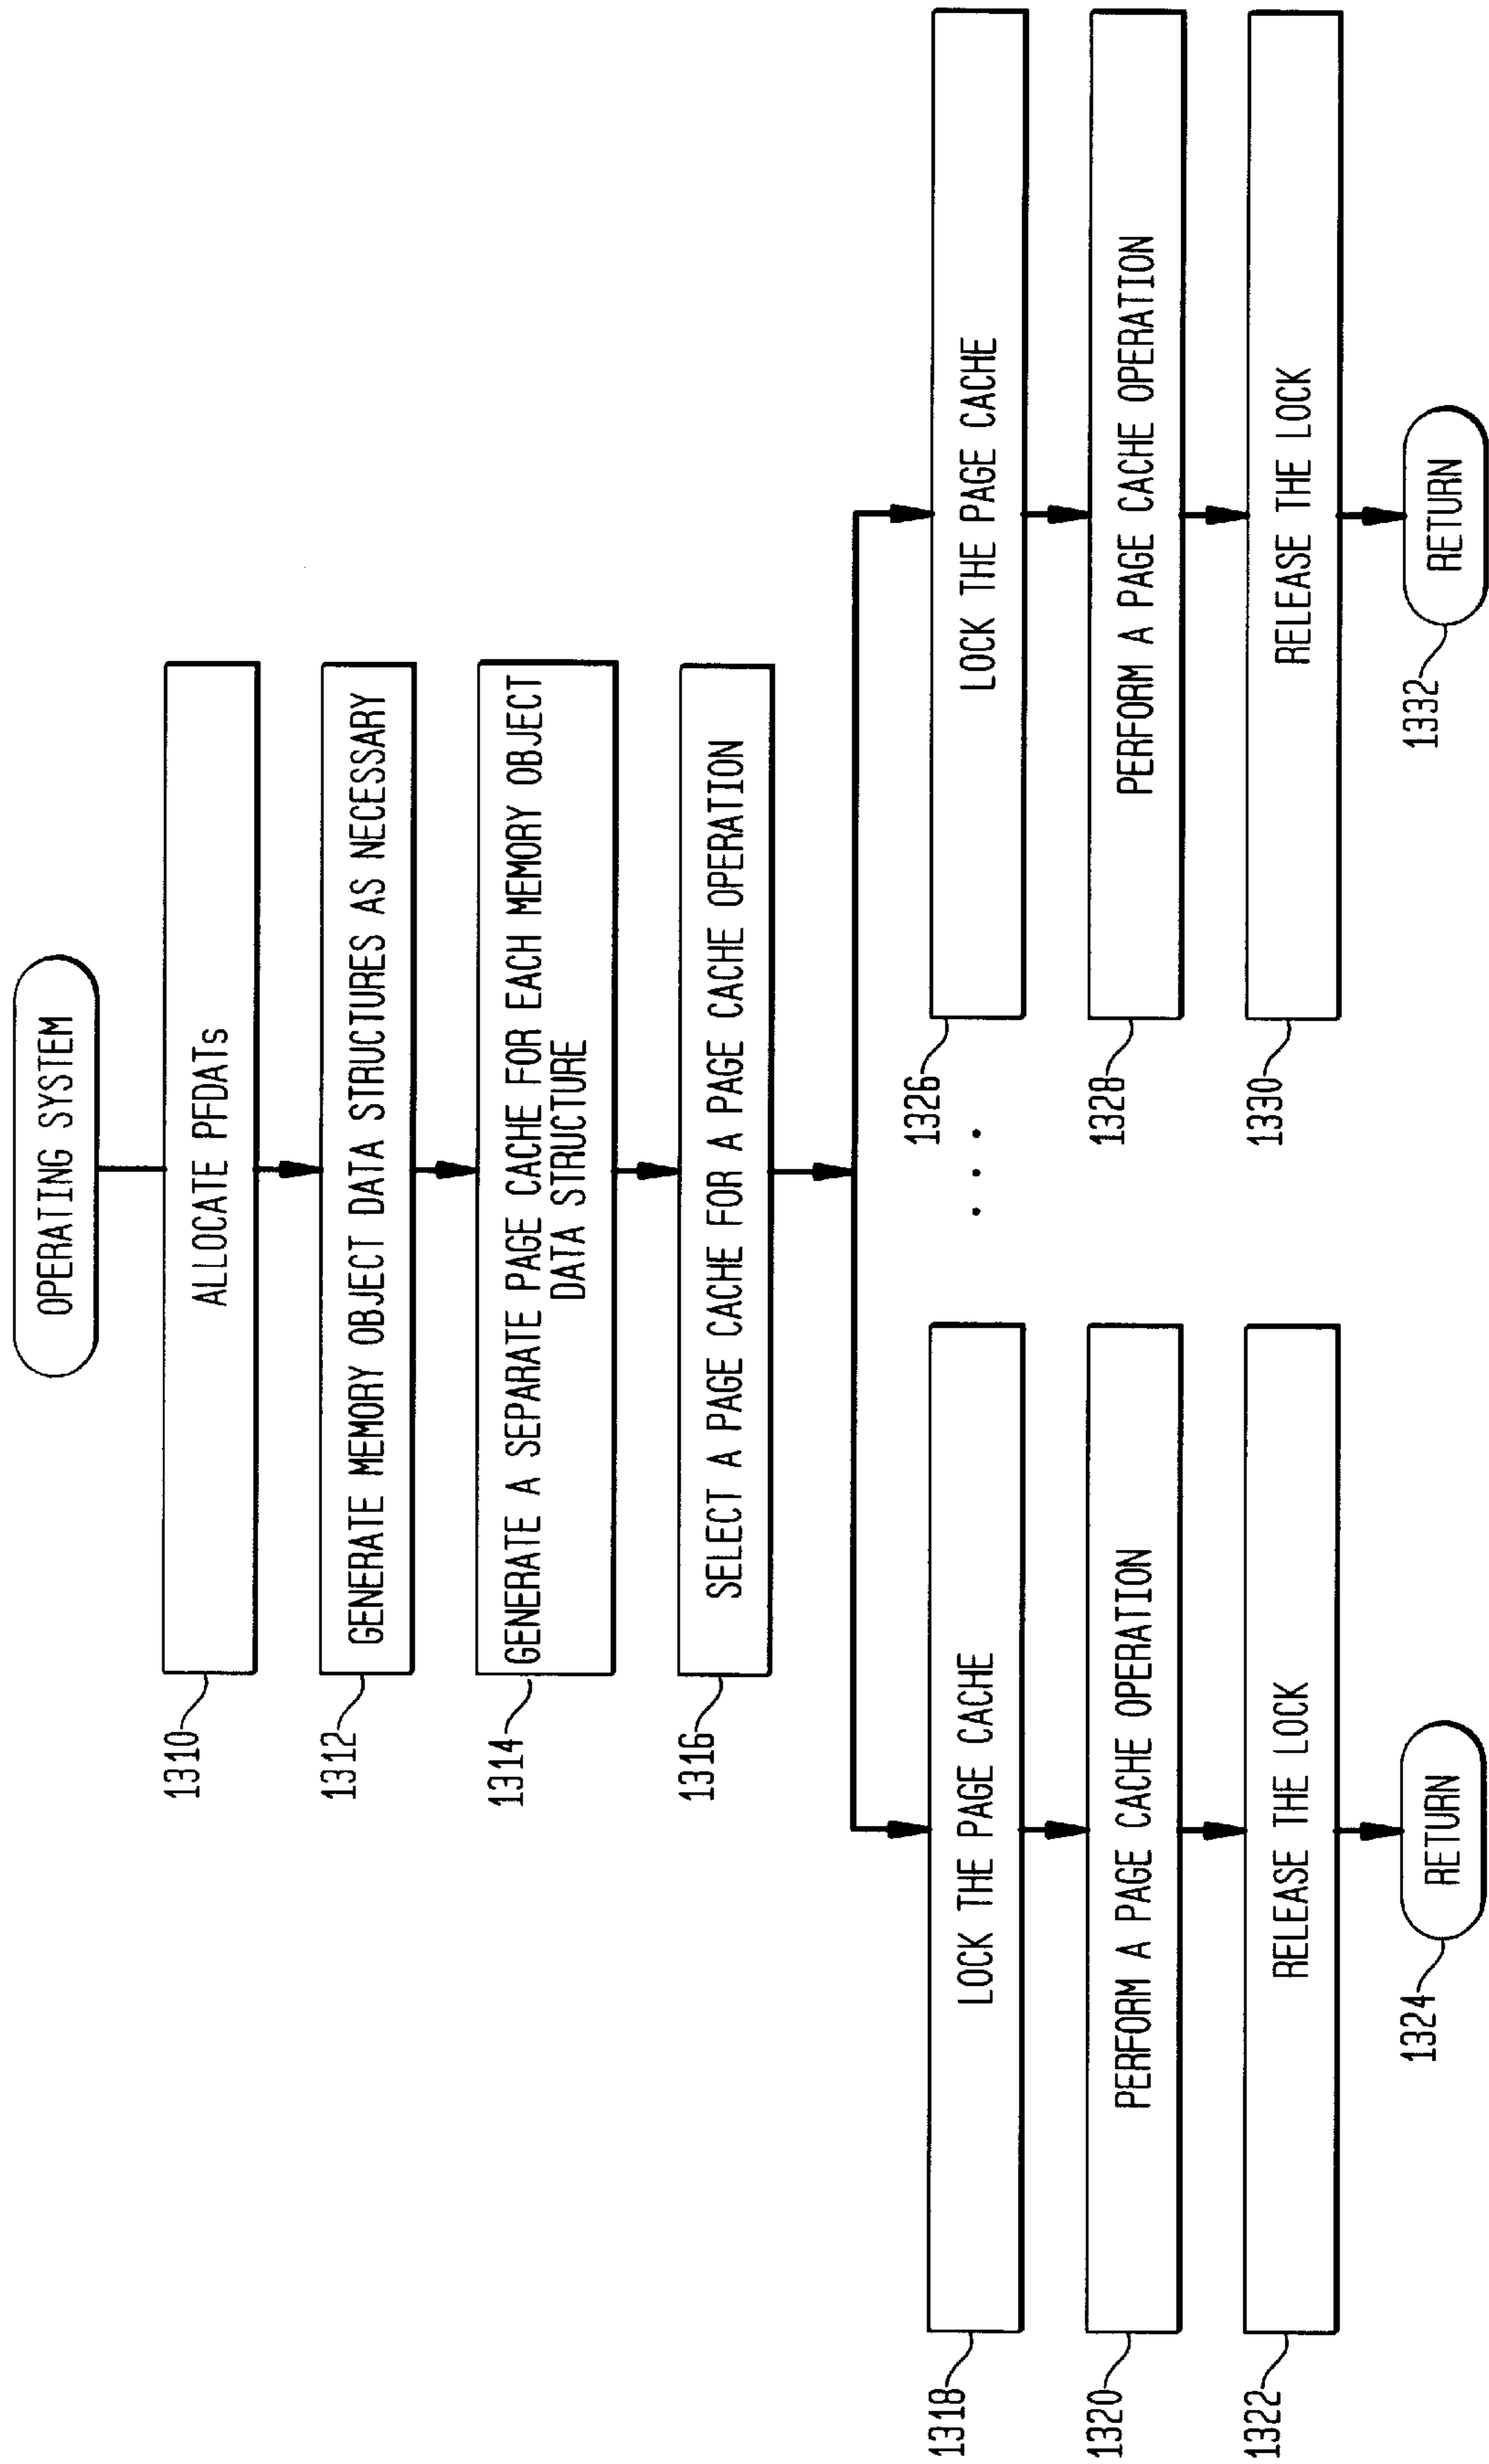 OPERATING SYSTEM
1310
ALLOCATE PFDATs
1312
GENERATE MEMORY OBJECT DATA STRUCTURES AS NECESSARY
1314
GENERATE A SEPARATE PAGE CACHE FOR EACH MEMORY OBJECT
DATA STRUCTURE
1316
SELECT A PAGE CACHE FOR A PAGE CACHE OPERATION
1318
LOCK THE PAGE CACHE
1320
PERFORM A PAGE CACHE OPERATION
1322
RELEASE THE LOCK
1324
RETURN
. . .
1326
LOCK THE PAGE CACHE
1328
PERFORM A PAGE CACHE OPERATION
1330
RELEASE THE LOCK
1332
RETURN